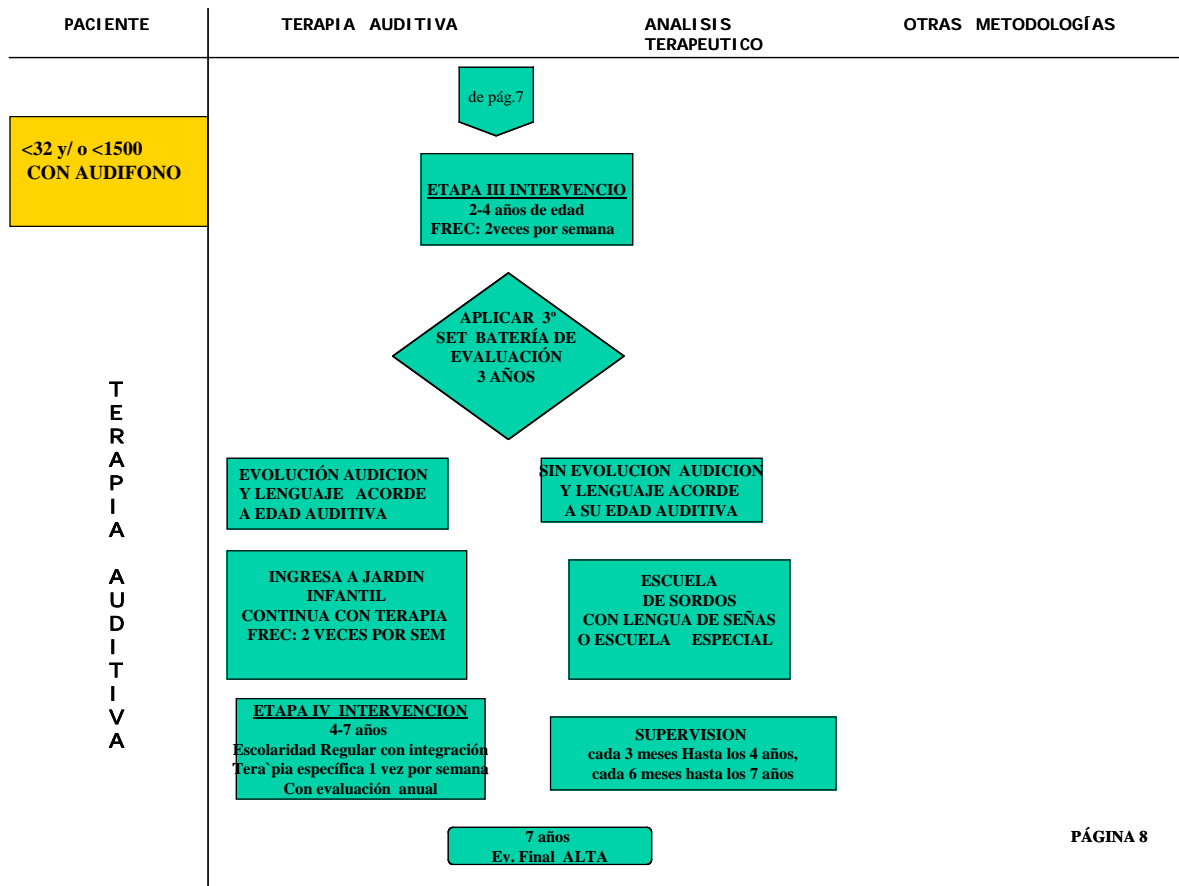 PACIENTE
TERAPIA AUDITIVA
ANALISIS
TERAPEUTICO
OTRAS METODOLOGÍAS
de pág.7
<32 y/ o <1500
CON AUDIFONO
ETAPA III INTERVENCIO
2-4 años de edad
FREC: 2veces por semana
APLICAR 3º
SET BATERÍA DE
EVALUACIÓN
3 AÑOS
T
E
R
A
P
I
A
A
U
D
I
T
I
V
A
EVOLUCIÓN AUDICION
Y LENGUAJE ACORDE
A EDAD AUDITIVA
SIN EVOLUCION AUDICION
Y LENGUAJE ACORDE
A SU EDAD AUDITIVA
INGRESA A JARDIN
INFANTIL
CONTINUA CON TERAPIA
FREC: 2 VECES POR SEM
ESCUELA
DE SORDOS
CON LENGUA DE SEÑAS
O ESCUELA ESPECIAL
ETAPA IV INTERVENCION
4-7 años
Escolaridad Regular con integración
Tera`pia específica 1 vez por semana
Con evaluación anual
SUPERVISION
cada 3 meses Hasta los 4 años,
cada 6 meses hasta los 7 años
7 años
Ev. Final ALTA
PÁGINA 8